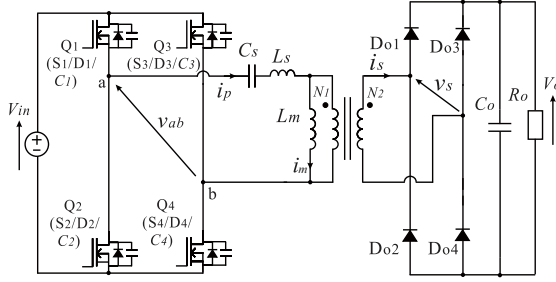 Q1
(S1/D1/
C1)
Q3
(S3/D3/C3)
Cs
Ls
a
ip
Vin
vab
Lm
N1
N2
im
is
vs
Do1
Do3
Co
Ro
b
Q2
(S2/D2/
C2)
Q4
(S4/D4/
C4)
Do2
Do4